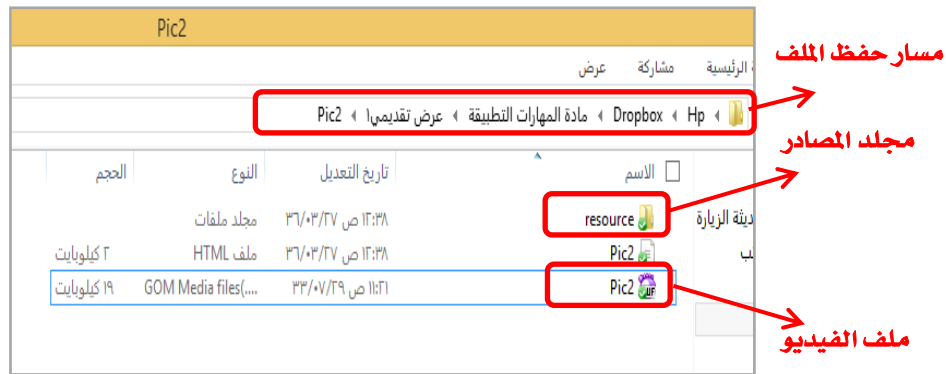 Pic2
مسار حفظ الملف
الرئيسية مشاركة عرض
Hp ‹ Dropbox ‹ مادة المهارات التطبيقة ‹ عرض تقديمي١ ‹ Pic2
مجلد المصادر
الاسم تاريخ التعديل النوع الحجم
ديثة الزيارة
resource ١٢:٣٨ ص ٣٦/٠٣/٢٧ مجلد ملفات
Pic2 ١٢:٣٨ ص ٣٦/٠٣/٢٧ ملف HTML ٢ كيلوبايت
Pic2 ١١:٢١ ص ٣٣/٠٧/٢٩ GOM Media files(.... ١٩ كيلوبايت
ملف الفيديو